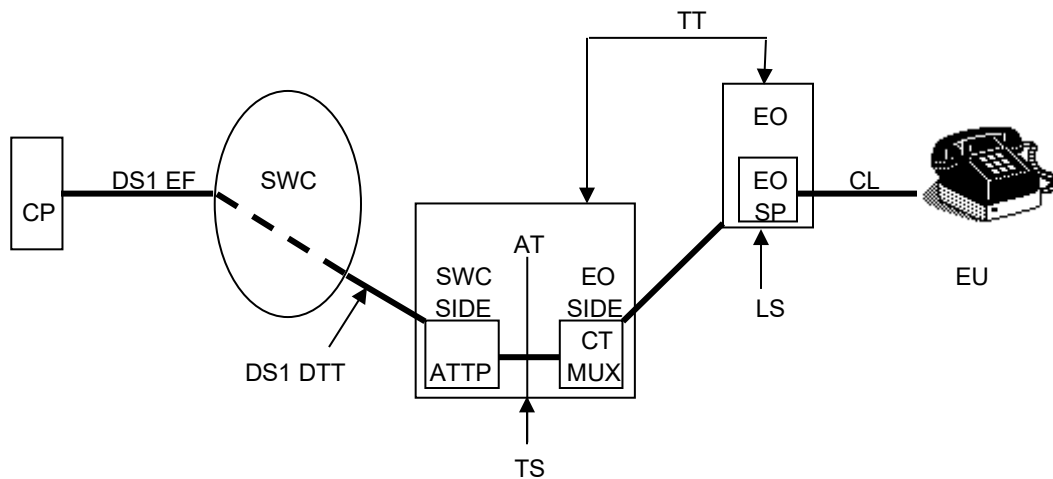 TT
EO
EO
SP
CL
EU
LS
DS1 EF
SWC
CP
AT
SWC
SIDE
EO
SIDE
CT
MUX
ATTP
DS1 DTT
TS